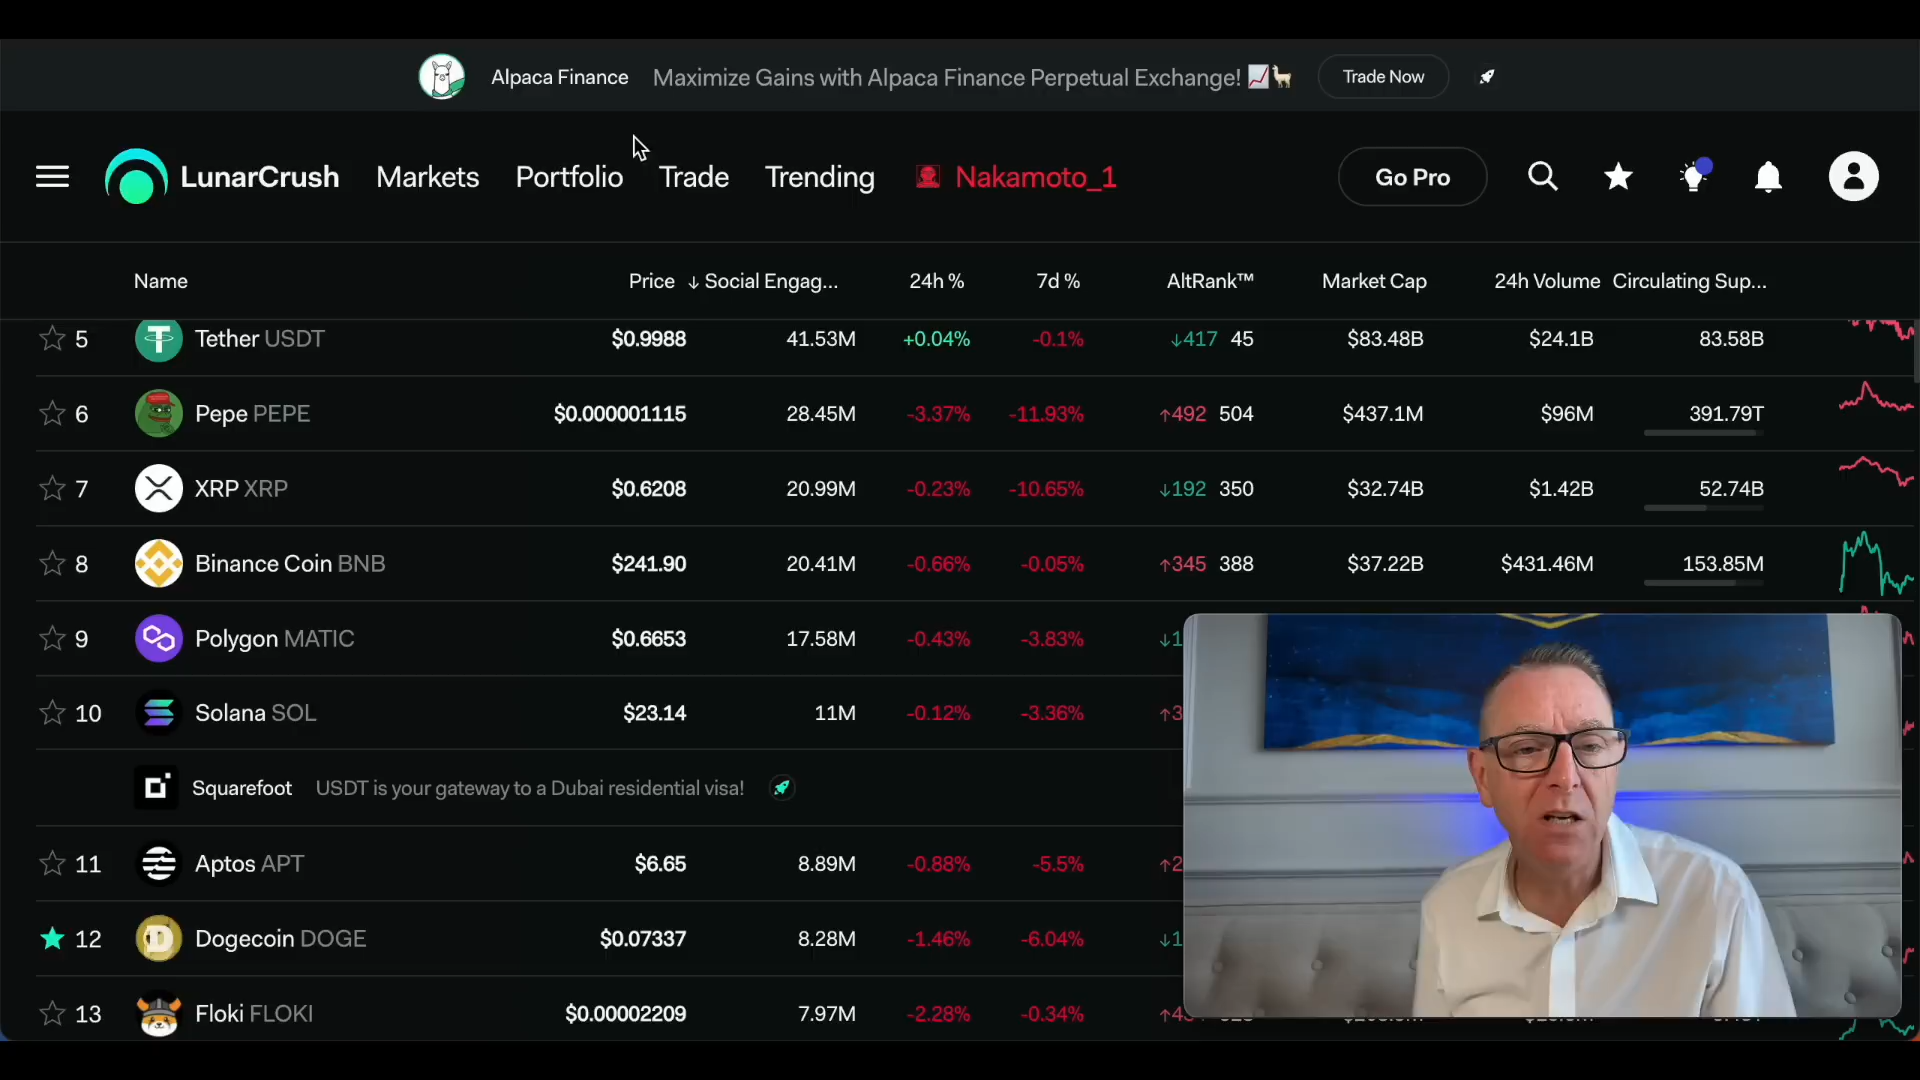 Alpaca Finance Maximize Gains with Alpaca Finance Perpetual Exchange! 📈🦙 Trade Now
LunarCrush Markets Portfolio Trade Trending Nakamoto_1 Go Pro
Name Price ↓ Social Engag... 24h % 7d % AltRank™ Market Cap 24h Volume Circulating Sup...
5 Tether USDT $0.9988 41.53M +0.04% -0.1% ↓417 45 $83.48B $24.1B 83.58B
6 Pepe PEPE $0.000001115 28.45M -3.37% -11.93% ↑492 504 $437.1M $96M 391.79T
7 XRP XRP $0.6208 20.99M -0.23% -10.65% ↓192 350 $32.74B $1.42B 52.74B
8 Binance Coin BNB $241.90 20.41M -0.66% -0.05% ↑345 388 $37.22B $431.46M 153.85M
9 Polygon MATIC $0.6653 17.58M -0.43% -3.83% ↓1
10 Solana SOL $23.14 11M -0.12% -3.36% ↑3
Squarefoot USDT is your gateway to a Dubai residential visa!
11 Aptos APT $6.65 8.89M -0.88% -5.5% ↑2
12 Dogecoin DOGE $0.07337 8.28M -1.46% -6.04% ↓1
13 Floki FLOKI $0.00002209 7.97M -2.28% -0.34%